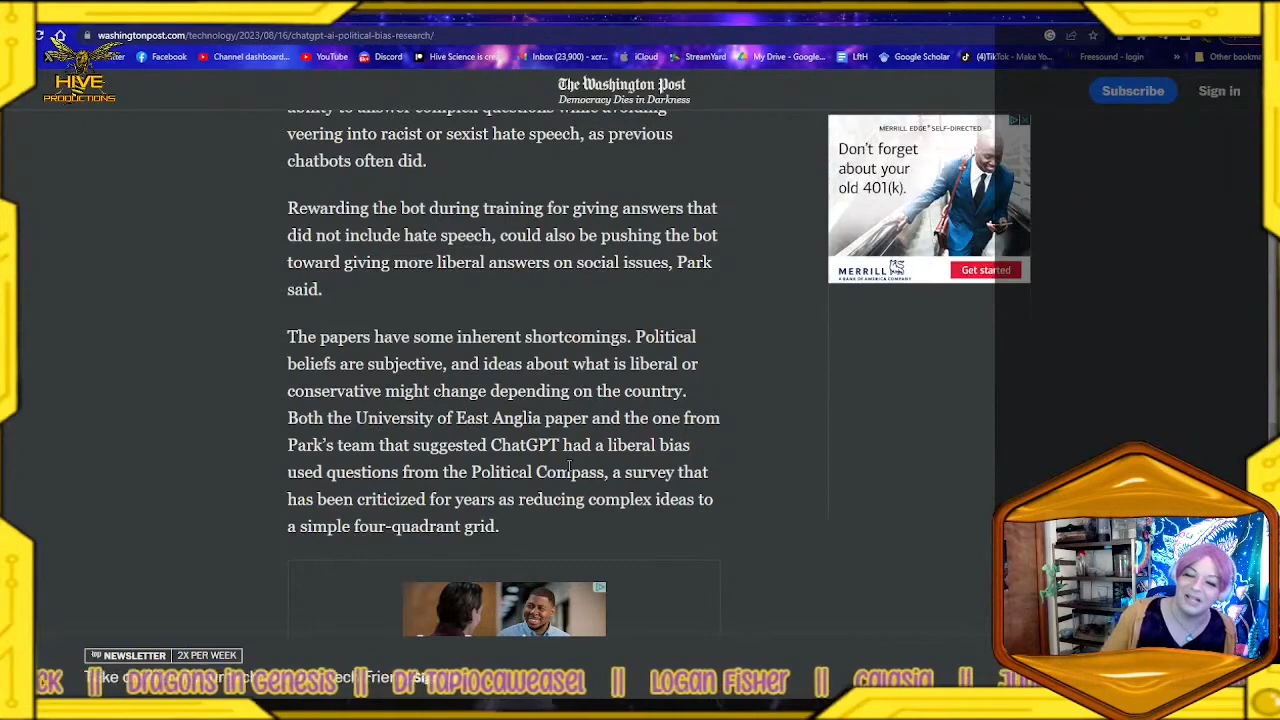 washingtonpost.com/technology/2023/08/16/chatgpt-ai-political-bias-research/
Facebook
Channel dashboard...
YouTube
Discord
Hive Science is cre...
Inbox (23,900) - xcr...
iCloud
StreamYard
My Drive - Google...
LftH
Google Scholar
(4)TikTok - Make Yo...
Freesound - login
»
Other bookma
HIVE
PRODUCTIONS
The Washington Post
Democracy Dies in Darkness
Subscribe
Sign in
ability to answer complex questions while avoiding
veering into racist or sexist hate speech, as previous
chatbots often did.
Rewarding the bot during training for giving answers that
did not include hate speech, could also be pushing the bot
toward giving more liberal answers on social issues, Park
said.
The papers have some inherent shortcomings. Political
beliefs are subjective, and ideas about what is liberal or
conservative might change depending on the country.
Both the University of East Anglia paper and the one from
Park's team that suggested ChatGPT had a liberal bias
used questions from the Political Compass, a survey that
has been criticized for years as reducing complex ideas to
a simple four-quadrant grid.
MERRILL EDGE® SELF-DIRECTED
Don't forget
about your
old 401(k).
MERRILL
A BANK OF AMERICA COMPANY
Get started
NEWSLETTER 2X PER WEEK
CK || Dragons in Genesis || Dr Tapiocaweasel || Logan Fisher || Calasia ||